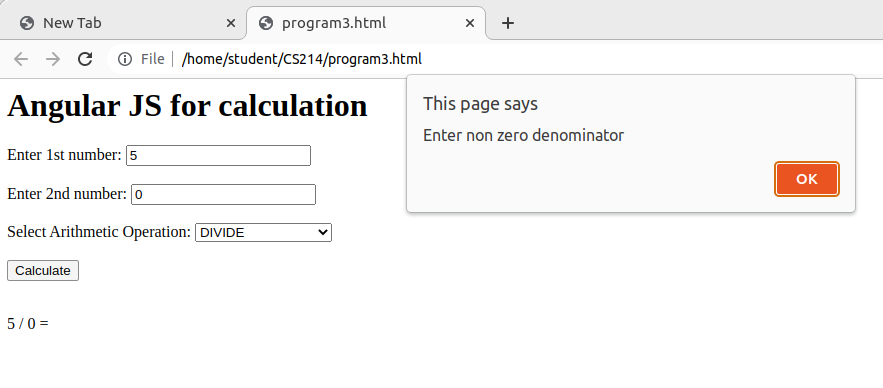 New Tab
program3.html
File
/home/student/CS214/program3.html
Angular JS for calculation
This page says
Enter non zero denominator
OK
Enter 1st number: 5
Enter 2nd number: 0
Select Arithmetic Operation: DIVIDE
Calculate
5 / 0 =